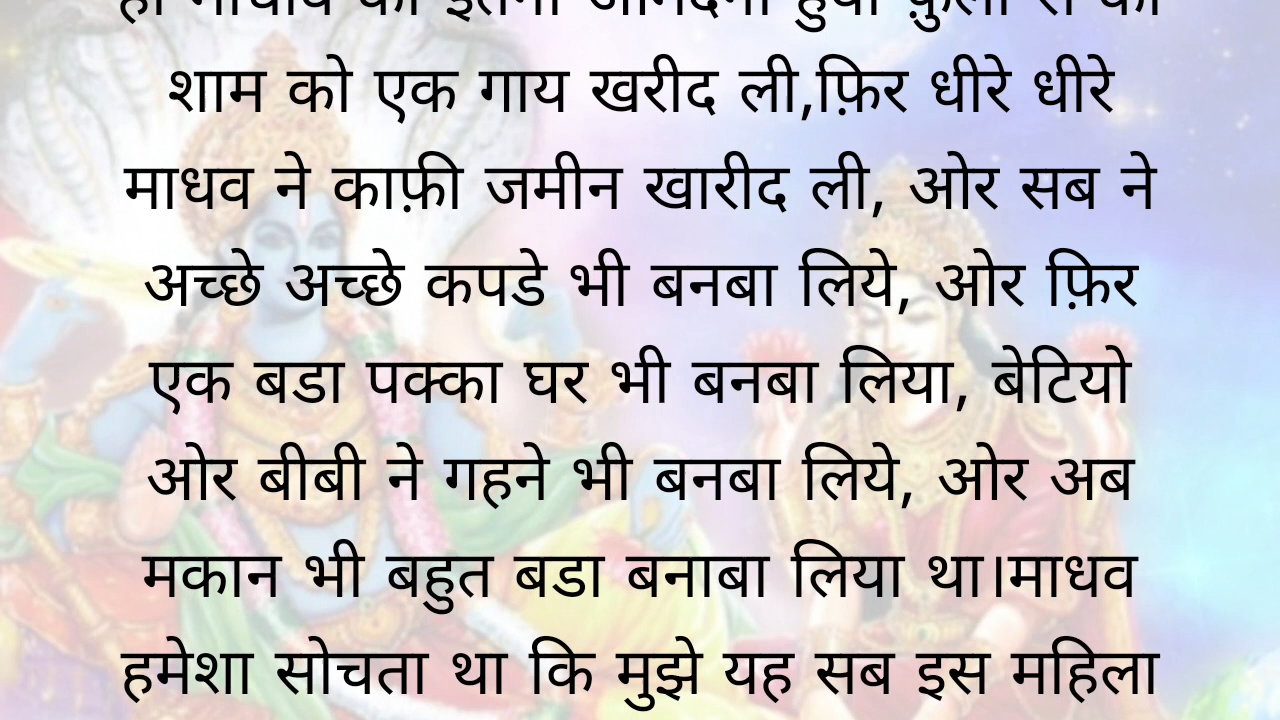 शाम को एक गाय खरीद ली,फ़िर धीरे धीरे
माधव ने काफ़ी जमीन खारीद ली, ओर सब ने
अच्छे अच्छे कपडे भी बनबा लिये, ओर फ़िर
एक बडा पक्का घर भी बनबा लिया, बेटियो
ओर बीबी ने गहने भी बनबा लिये, ओर अब
मकान भी बहुत बडा बनाबा लिया था।माधव
हमेशा सोचता था कि मुझे यह सब इस महिला